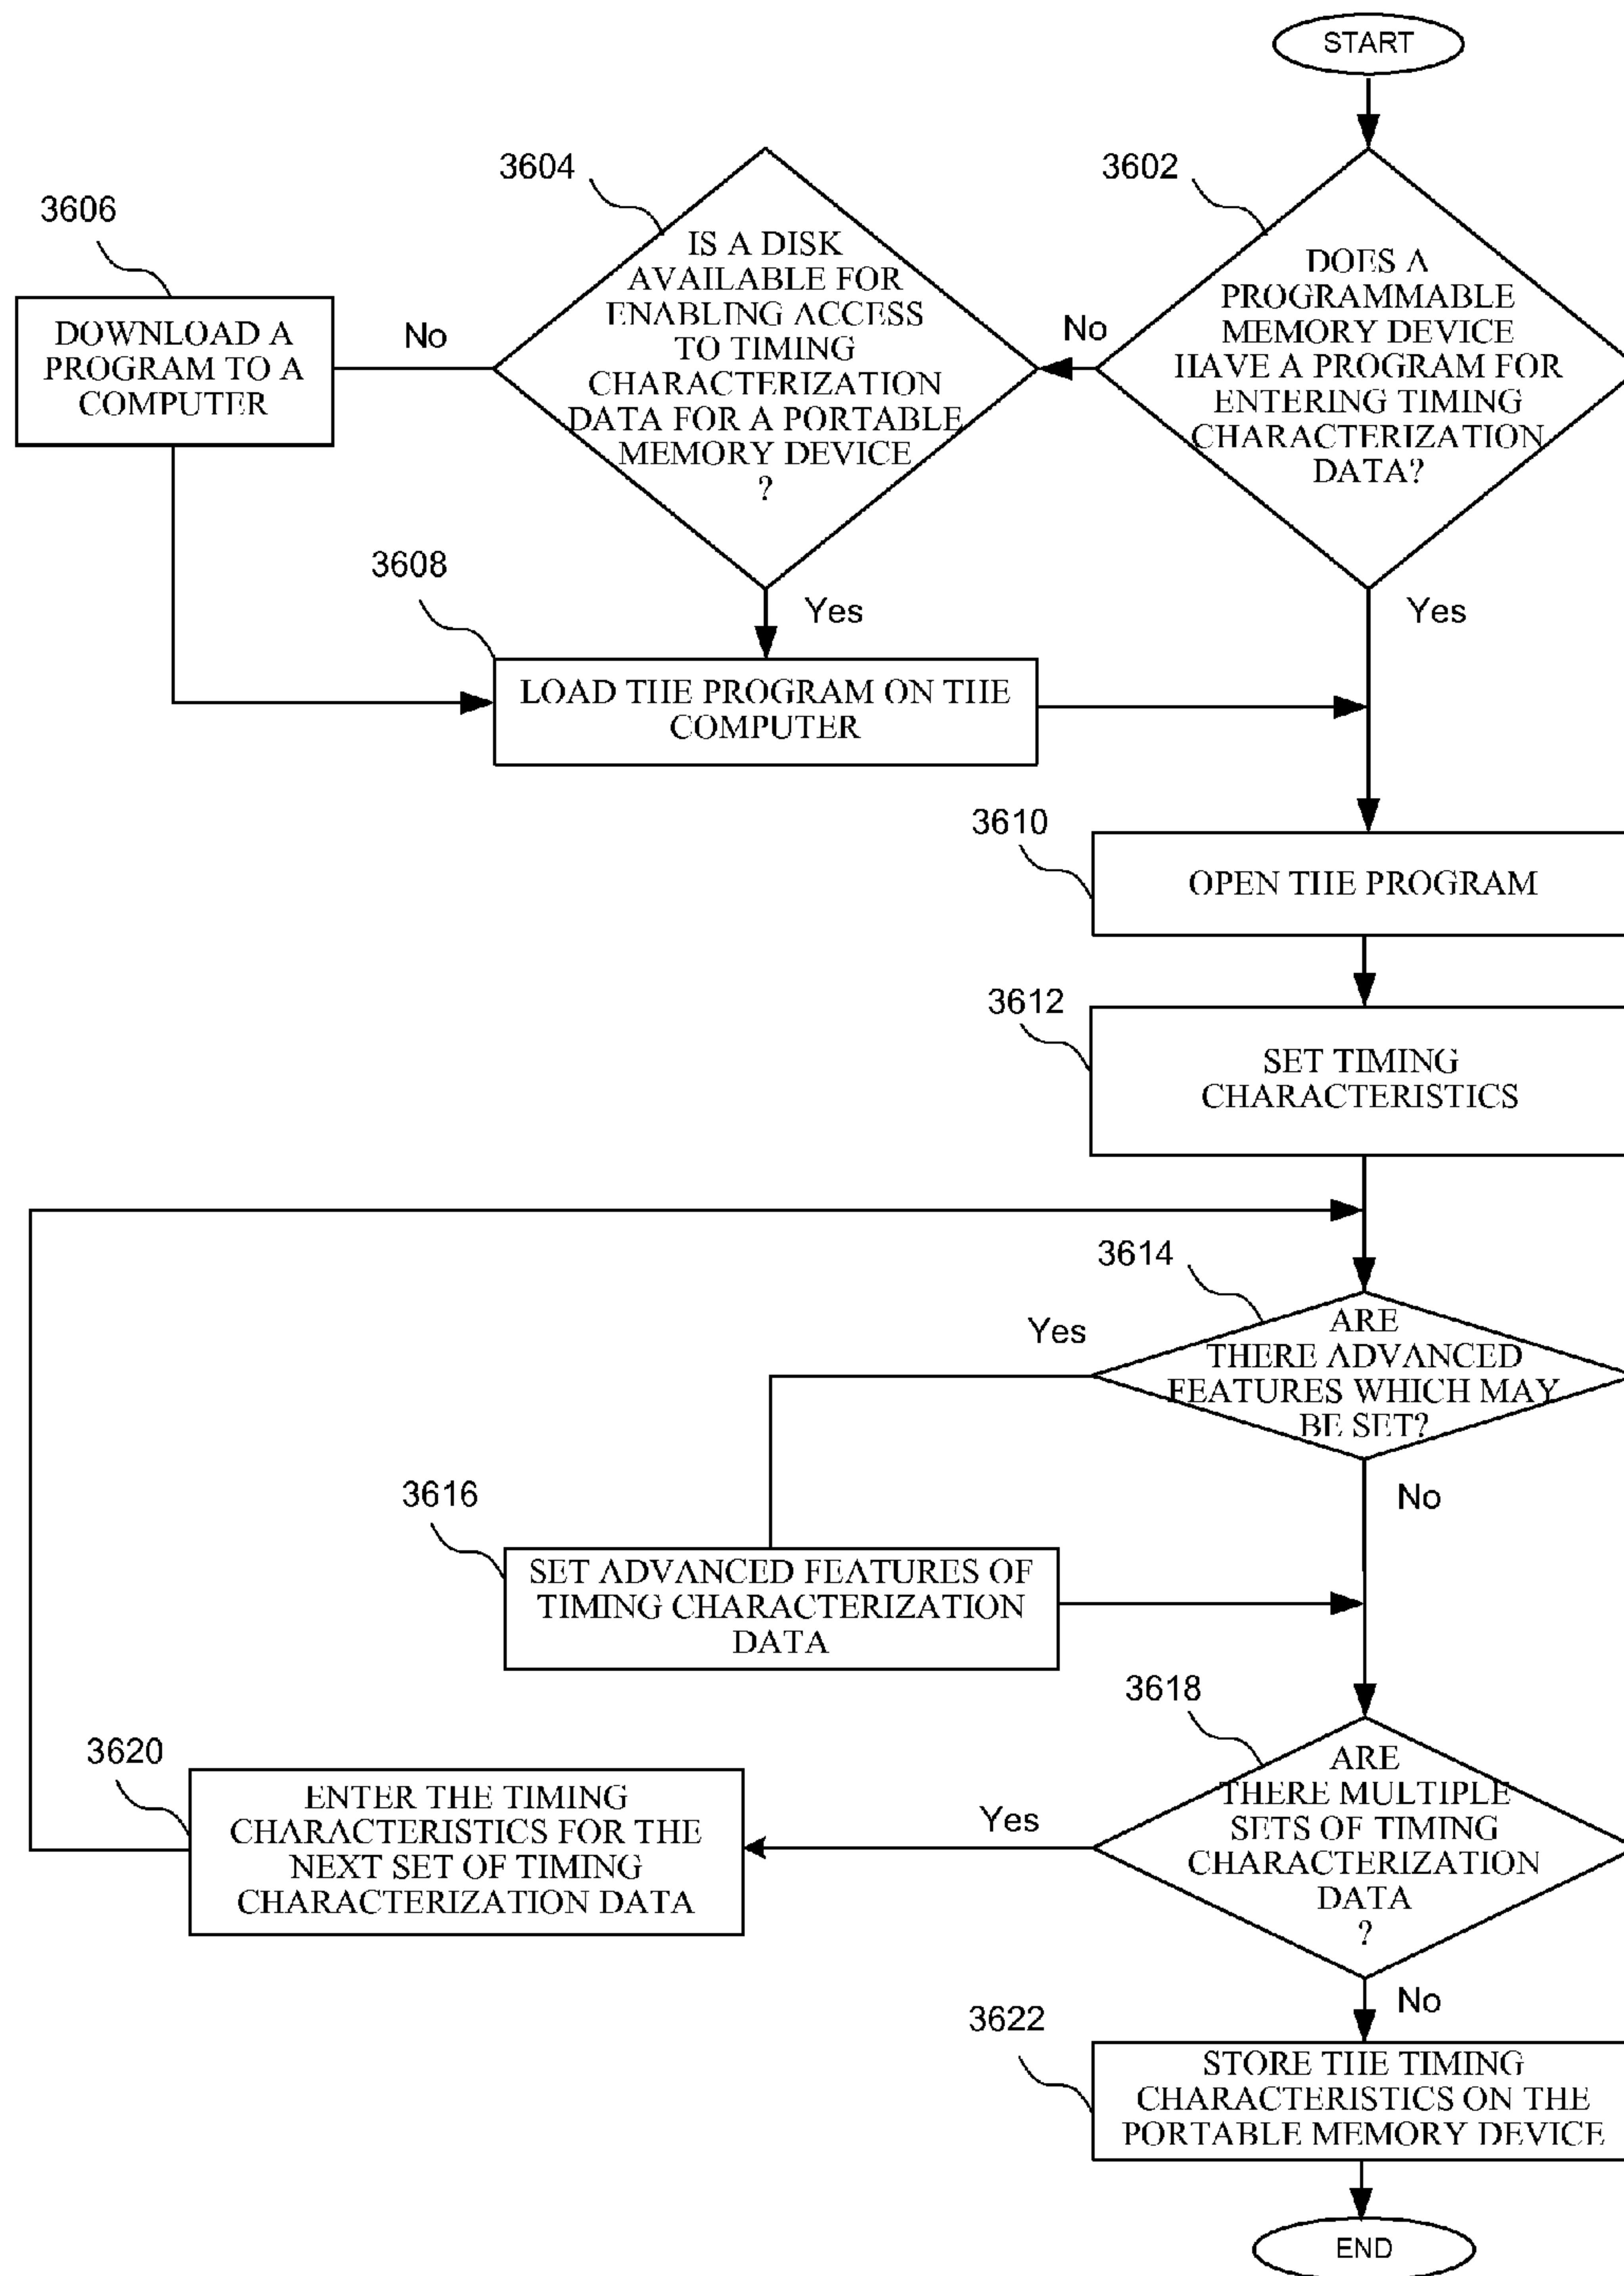 START
3602
DOES A
PROGRAMMABLE
MEMORY DEVICE
HAVE A PROGRAM FOR
ENTERING TIMING
CHARACTERIZATION
DATA?
No
Yes
3604
IS A DISK
AVAILABLE FOR
ENABLING ACCESS
TO TIMING
CHARACTERIZATION
DATA FOR A PORTABLE
MEMORY DEVICE
?
No
Yes
3606
DOWNLOAD A
PROGRAM TO A
COMPUTER
3608
LOAD THE PROGRAM ON THE
COMPUTER
3610
OPEN THE PROGRAM
3612
SET TIMING
CHARACTERISTICS
3614
ARE
THERE ADVANCED
FEATURES WHICH MAY
BE SET?
Yes
No
3616
SET ADVANCED FEATURES OF
TIMING CHARACTERIZATION
DATA
3618
ARE
THERE MULTIPLE
SETS OF TIMING
CHARACTERIZATION
DATA
?
Yes
No
3620
ENTER THE TIMING
CHARACTERISTICS FOR THE
NEXT SET OF TIMING
CHARACTERIZATION DATA
3622
STORE THE TIMING
CHARACTERISTICS ON THE
PORTABLE MEMORY DEVICE
END